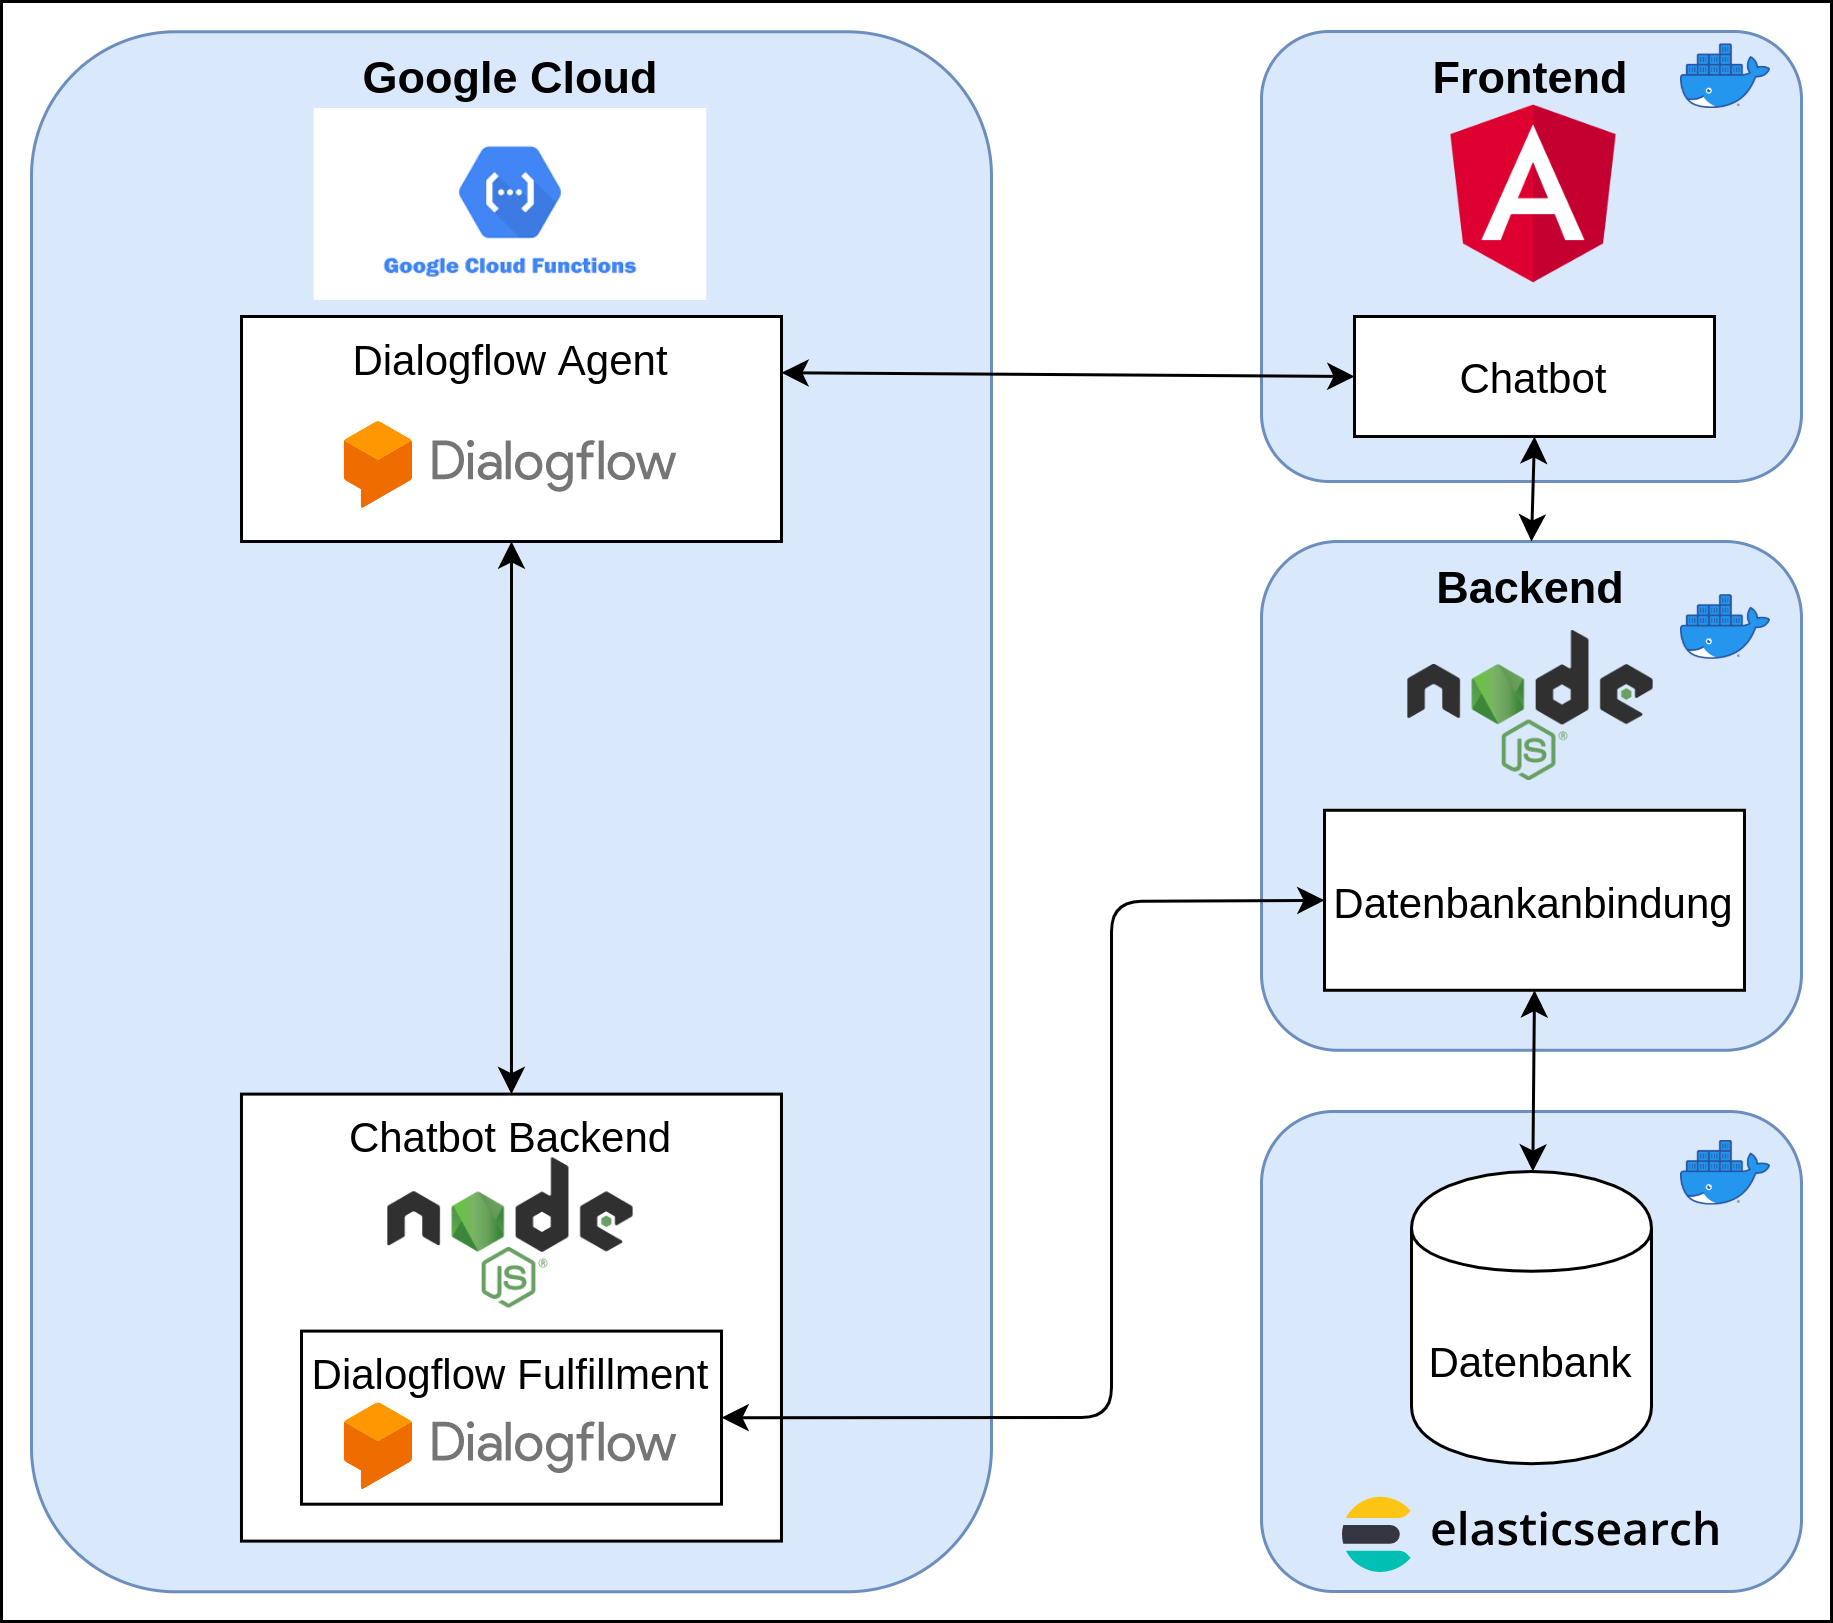 Google Cloud
Google Cloud Functions
Dialogflow Agent
Dialogflow
Chatbot Backend
node
JS®
Dialogflow Fulfillment
Dialogflow
Frontend
A
Chatbot
Backend
node
JS®
Datenbankanbindung
Datenbank
elasticsearch